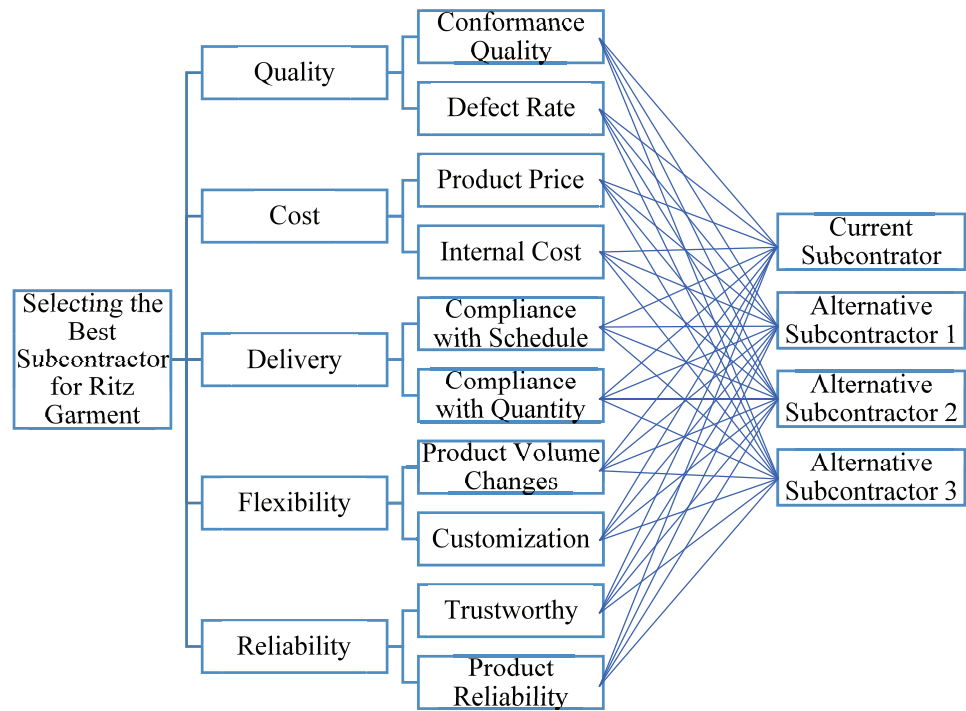 Selecting the
Best
Subcontractor
for Ritz
Garment
Quality
Cost
Delivery
Flexibility
Reliability
Conformance
Quality
Defect Rate
Product Price
Internal Cost
Compliance
with Schedule
Compliance
with Quantity
Product Volume
Changes
Customization
Trustworthy
Product
Reliability
Current
Subcontrator
Alternative
Subcontractor 1
Alternative
Subcontractor 2
Alternative
Subcontractor 3